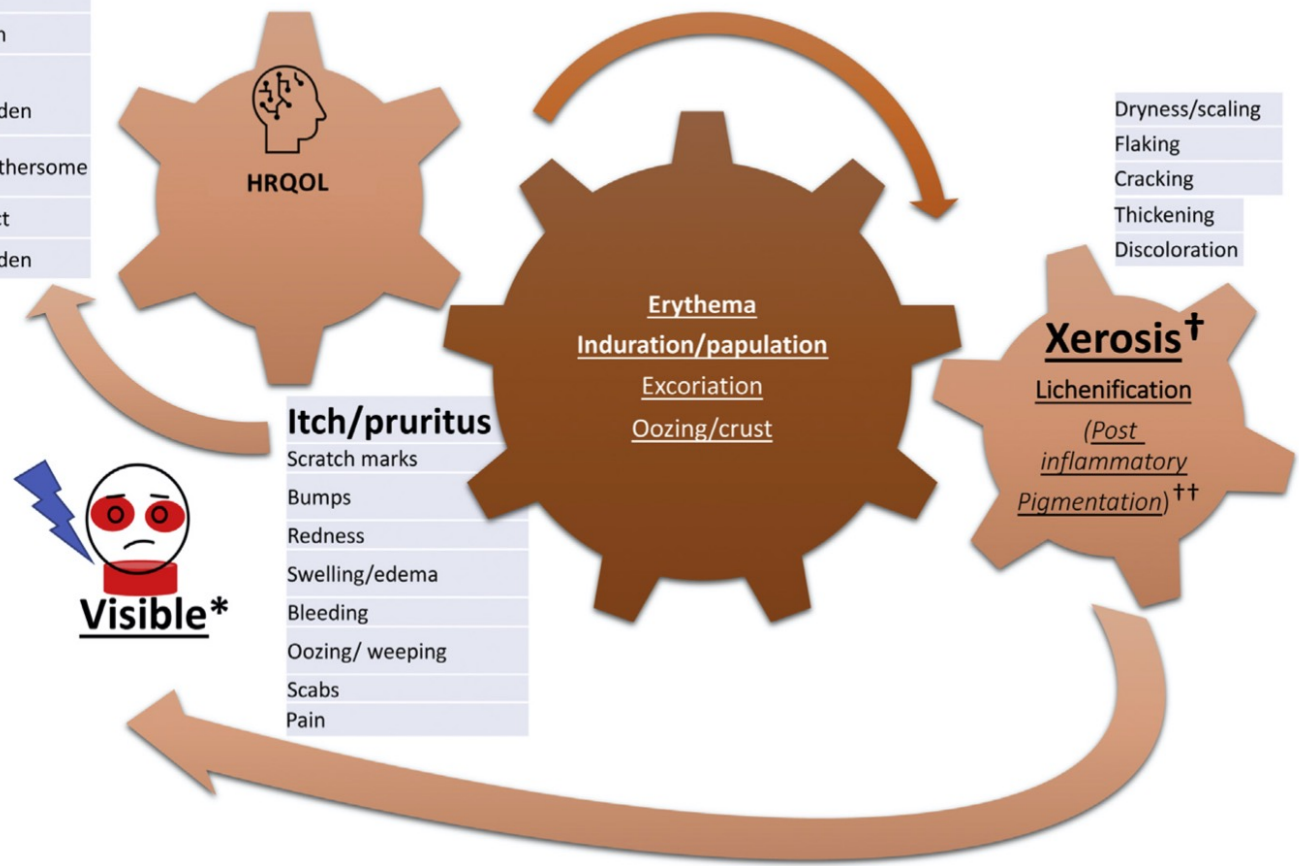 HRQOL
Erythema
Induration/papulation
Excoriation
Oozing/crust
Dryness/scaling
Flaking
Cracking
Thickening
Discoloration
Xerosis†
Lichenification
(Post
inflammatory
Pigmentation)††
Itch/pruritus
Scratch marks
Bumps
Redness
Swelling/edema
Bleeding
Oozing/ weeping
Scabs
Pain
Visible*